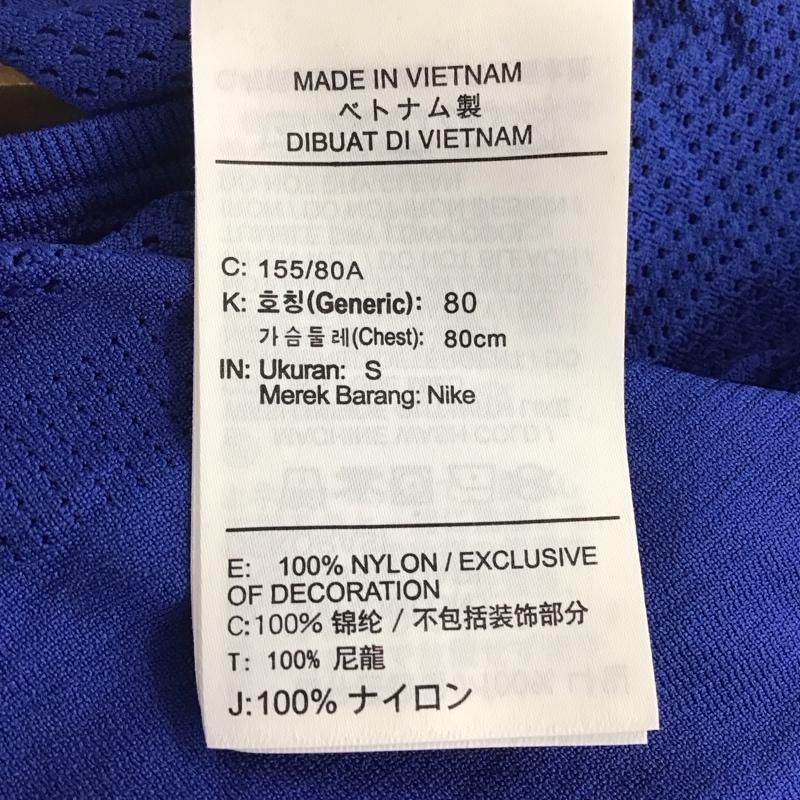 MADE IN VIETNAM
ベトナム製
DIBUAT DI VIETNAM
C: 155/80A
K: 호칭(Generic): 80
가슴둘레(Chest): 80cm
IN: Ukuran: S
Merek Barang: Nike
E: 100% NYLON / EXCLUSIVE
OF DECORATION
C:100% 锦纶 / 不包括装饰部分
T: 100% 尼龍
J:100% ナイロン